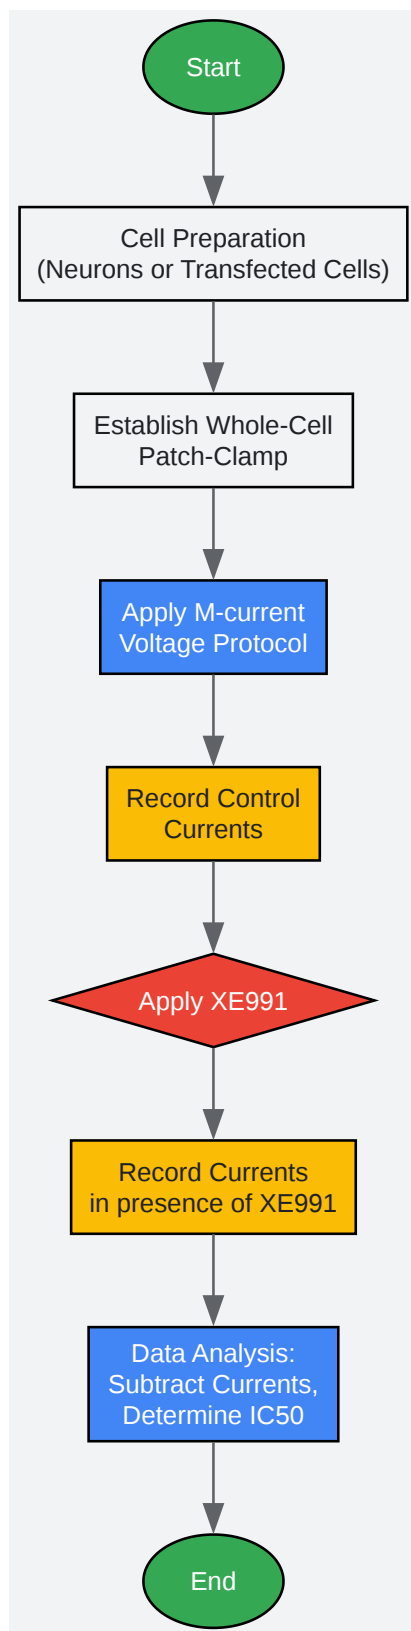 Start
Cell Preparation
(Neurons or Transfected Cells)
Establish Whole-Cell
Patch-Clamp
Apply M-current
Voltage Protocol
Record Control
Currents
Apply XE991
Record Currents
in presence of XE991
Data Analysis:
Subtract Currents,
Determine IC50
End